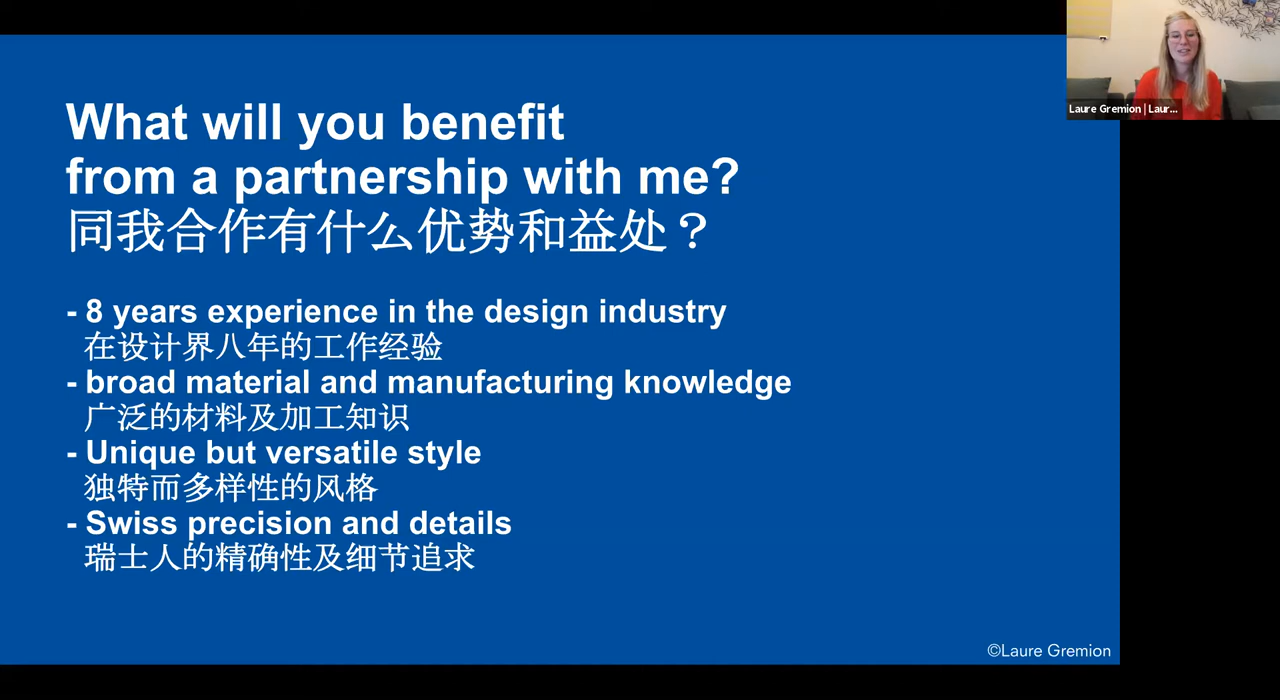 What will you benefit
from a partnership with me?
同我合作有什么优势和益处？
- 8 years experience in the design industry
在设计界八年的工作经验
- broad material and manufacturing knowledge
广泛的材料及加工知识
- Unique but versatile style
独特而多样性的风格
- Swiss precision and details
瑞士人的精确性及细节追求
©Laure Gremion
Laure Gremion | Laur...